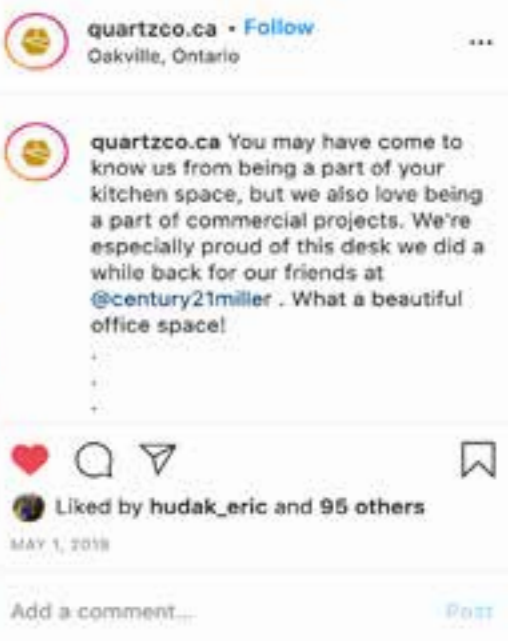 quartzco.ca • Follow
Oakville, Ontario
...
quartzco.ca You may have come to
know us from being a part of your
kitchen space, but we also love being
a part of commercial projects. We're
especially proud of this desk we did a
while back for our friends at
@century21miller . What a beautiful
office space!
.
.
.
Liked by hudak_eric and 95 others
MAY 1, 2019
Add a comment...
Post